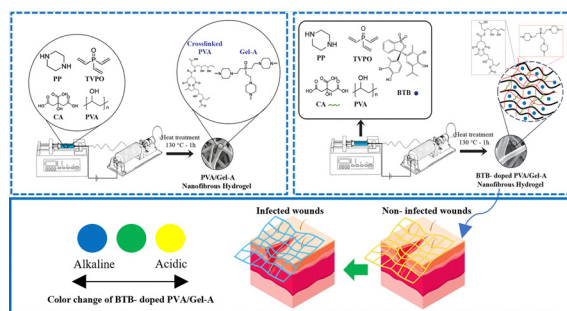 PP
TVPO
CA
PVA
Crosslinked
PVA
Gel-A
Heat treatment
130 °C - 1h
PVA/Gel-A
Nanofibrous Hydrogel
PP
TVPO
CA
PVA
BTB
Heat treatment
130 °C - 1h
BTB- doped PVA/Gel-A
Nanofibrous Hydrogel
Alkaline
Acidic
Color change of BTB- doped PVA/Gel-A
Infected wounds
Non- infected wounds